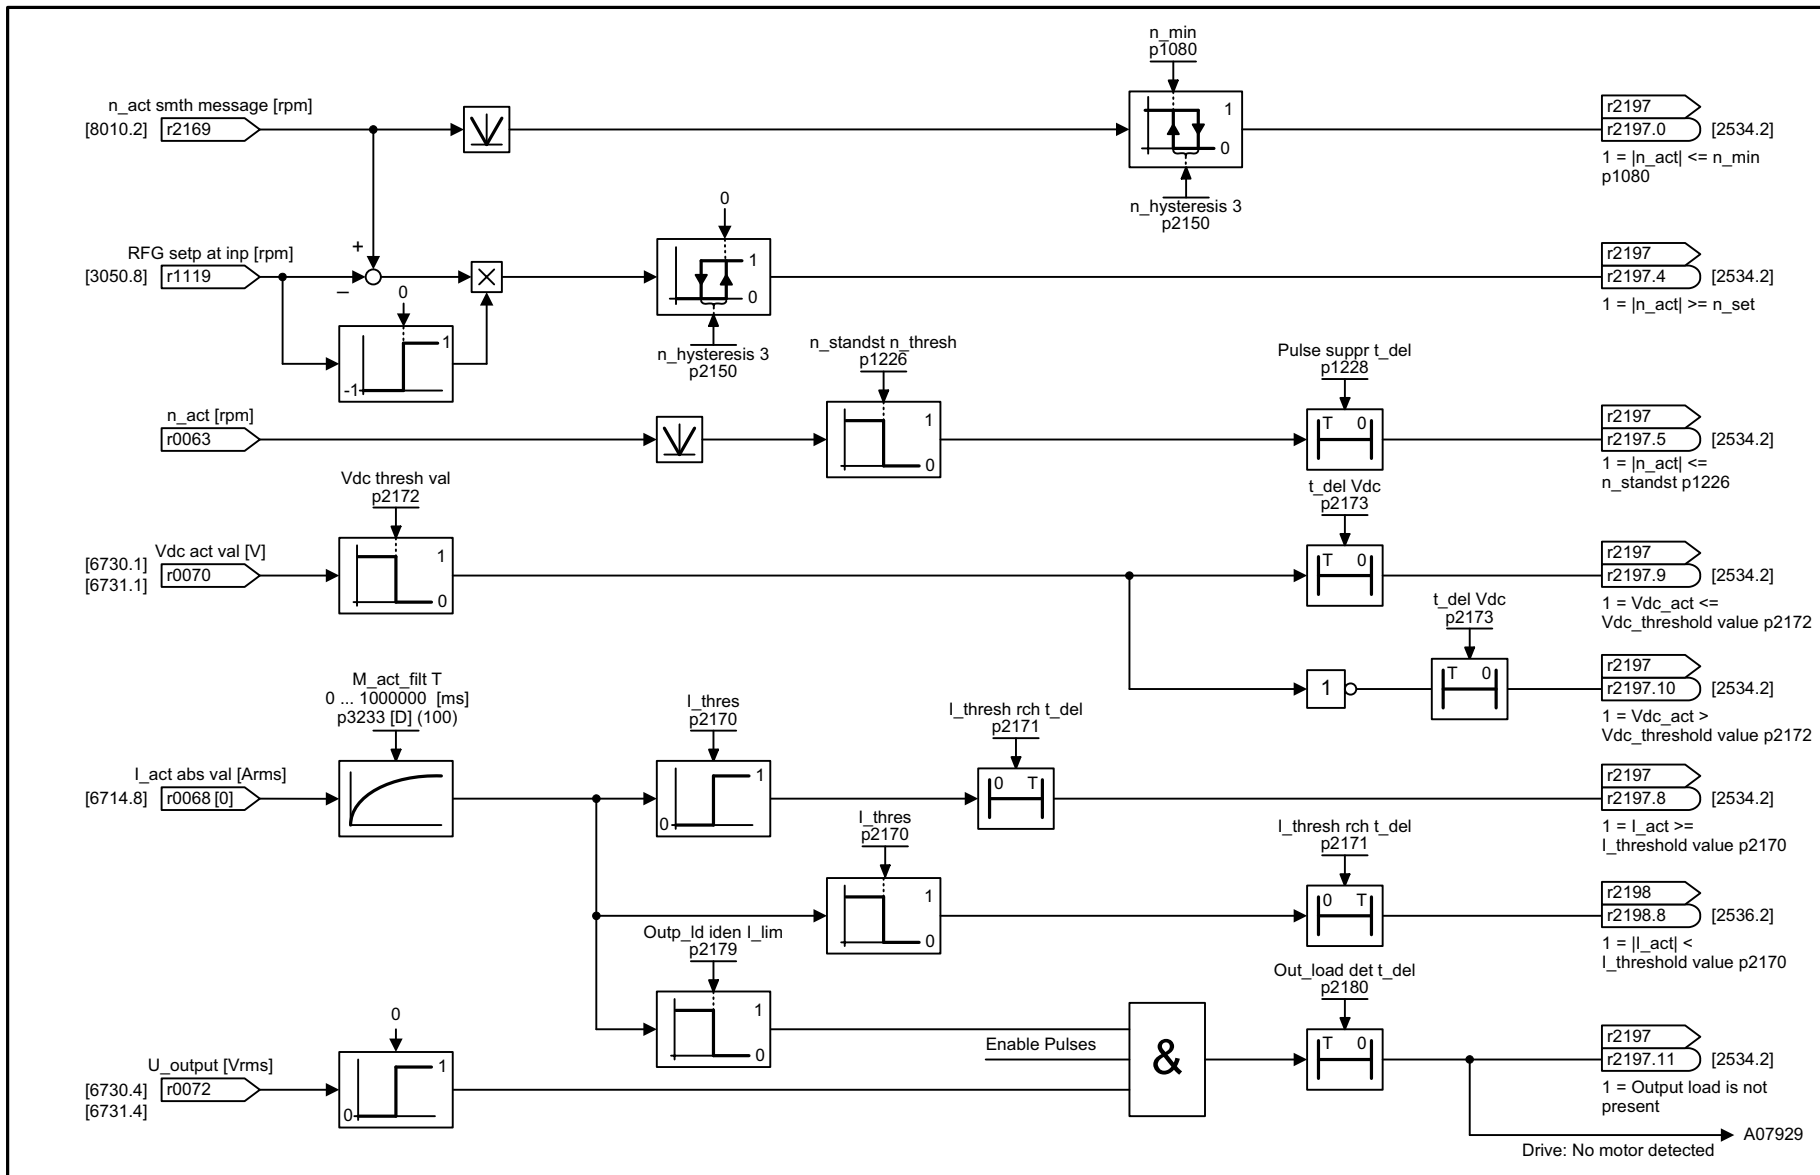 n_min
p1080
n_act smth message [rpm]
[8010.2] r2169
1
0
r2197
r2197.0 [2534.2]
1 = |n_act| <= n_min
p1080
n_hysteresis 3
p2150
0
+
RFG setp at inp [rpm]
[3050.8] r1119
–
1
0
r2197
r2197.4 [2534.2]
1 = |n_act| >= n_set
0
1
-1
n_hysteresis 3
p2150
n_standst n_thresh
p1226
Pulse suppr t_del
p1228
n_act [rpm]
r0063
1
0
T 0
r2197
r2197.5 [2534.2]
1 = |n_act| <=
n_standst p1226
Vdc thresh val
p2172
t_del Vdc
p2173
[6730.1] Vdc act val [V]
[6731.1] r0070
1
0
T 0
r2197
r2197.9 [2534.2]
1 = Vdc_act <=
Vdc_threshold value p2172
t_del Vdc
p2173
1
T 0
r2197
r2197.10 [2534.2]
1 = Vdc_act >
Vdc_threshold value p2172
M_act_filt T
0 ... 1000000 [ms]
p3233 [D] (100)
I_thres
p2170
I_thresh rch t_del
p2171
I_act abs val [Arms]
[6714.8] r0068 [0]
1
0
0 T
r2197
r2197.8 [2534.2]
1 = I_act >=
I_threshold value p2170
I_thres
p2170
I_thresh rch t_del
p2171
1
0
0 T
r2198
r2198.8 [2536.2]
1 = |I_act| <
I_threshold value p2170
Outp_ld iden I_lim
p2179
Out_load det t_del
p2180
1
0
Enable Pulses
&
T 0
r2197
r2197.11 [2534.2]
1 = Output load is not
present
0
U_output [Vrms]
[6730.4] r0072
[6731.4]
1
0
A07929
Drive: No motor detected